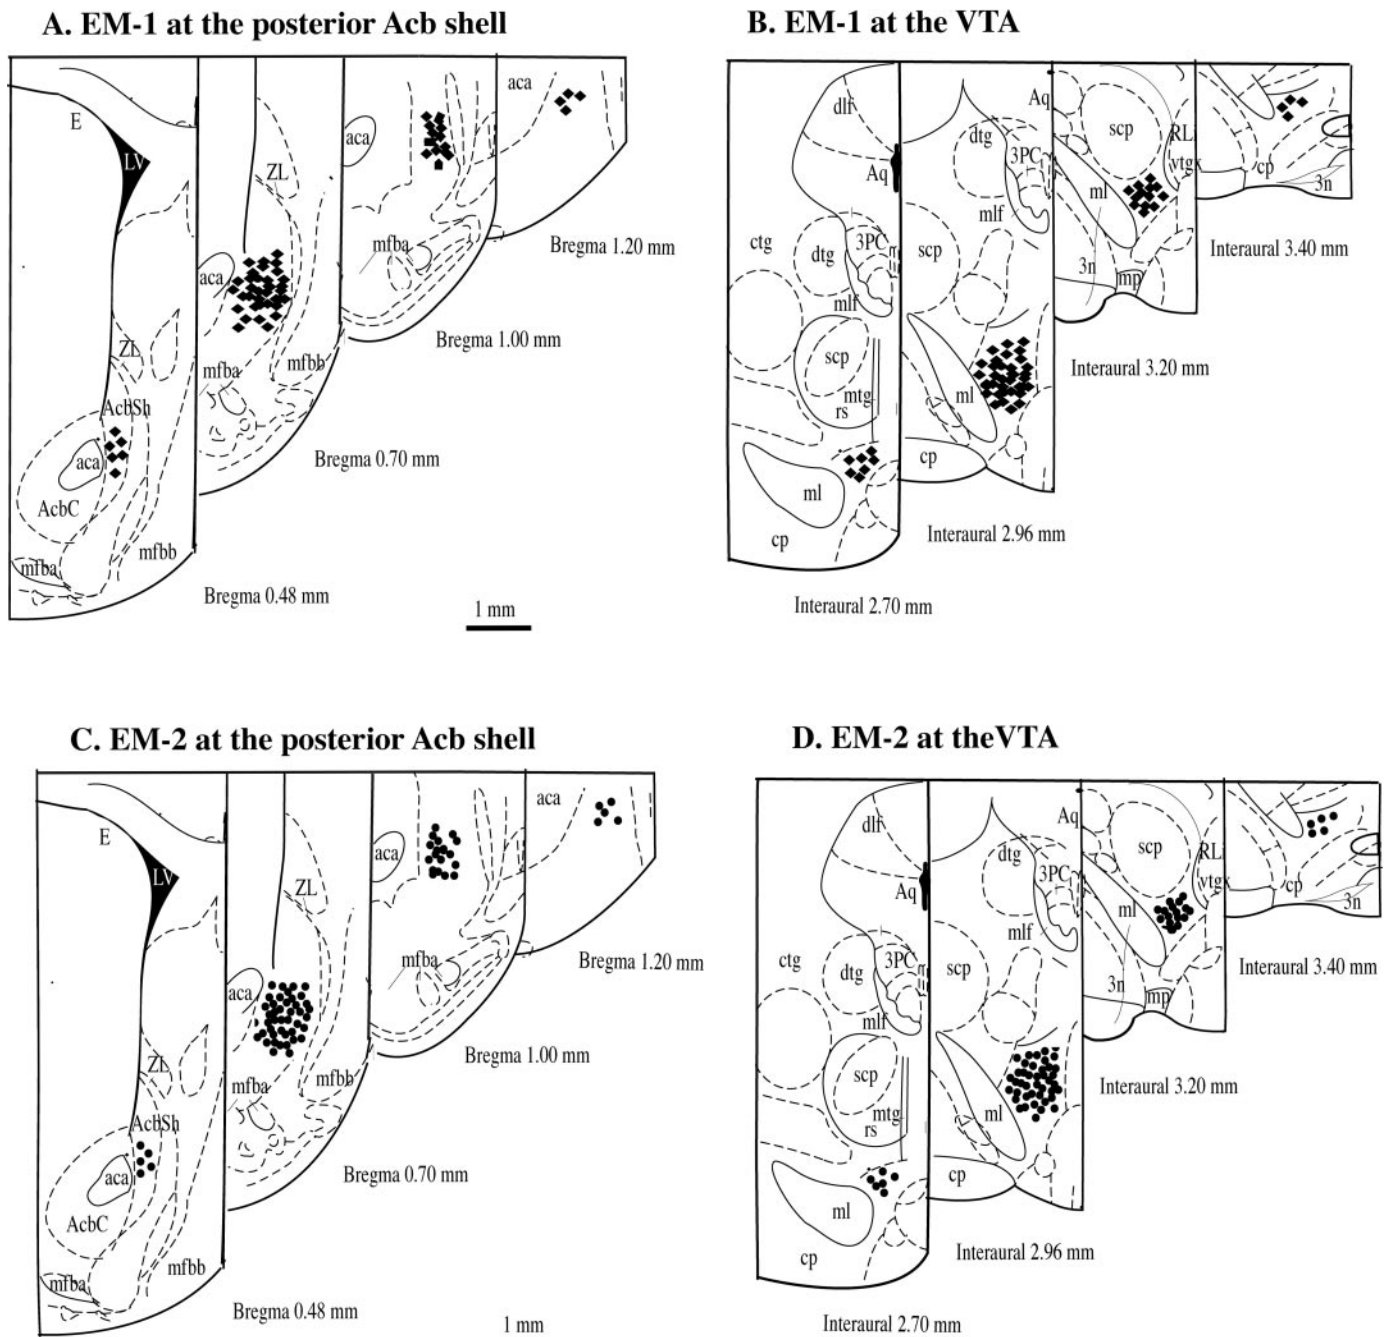 A. EM-1 at the posterior Acb shell
E
LV
ZL
AcbSh
aca
AcbC
mfba
mfbb
Bregma 0.48 mm
ZL
aca
mfba
mfbb
Bregma 0.70 mm
aca
mfba
Bregma 1.00 mm
aca
Bregma 1.20 mm
1 mm
B. EM-1 at the VTA
dlf
Aq
ctg
dtg
3PC
mlf
scp
mtg
rs
ml
cp
Interaural 2.70 mm
dtg
3PC
mlf
scp
ml
cp
Interaural 2.96 mm
Aq
scp
RLi
vtgx
ml
3n
mp
Interaural 3.20 mm
cp
3n
Interaural 3.40 mm
C. EM-2 at the posterior Acb shell
E
LV
ZL
AcbSh
aca
AcbC
mfba
mfbb
Bregma 0.48 mm
ZL
aca
mfba
mfbb
Bregma 0.70 mm
aca
mfba
Bregma 1.00 mm
aca
Bregma 1.20 mm
1 mm
D. EM-2 at theVTA
dlf
Aq
ctg
dtg
3PC
mlf
scp
mtg
rs
ml
cp
Interaural 2.70 mm
dtg
3PC
mlf
scp
ml
cp
Interaural 2.96 mm
Aq
scp
RLi
vtgx
ml
3n
mp
Interaural 3.20 mm
cp
3n
Interaural 3.40 mm